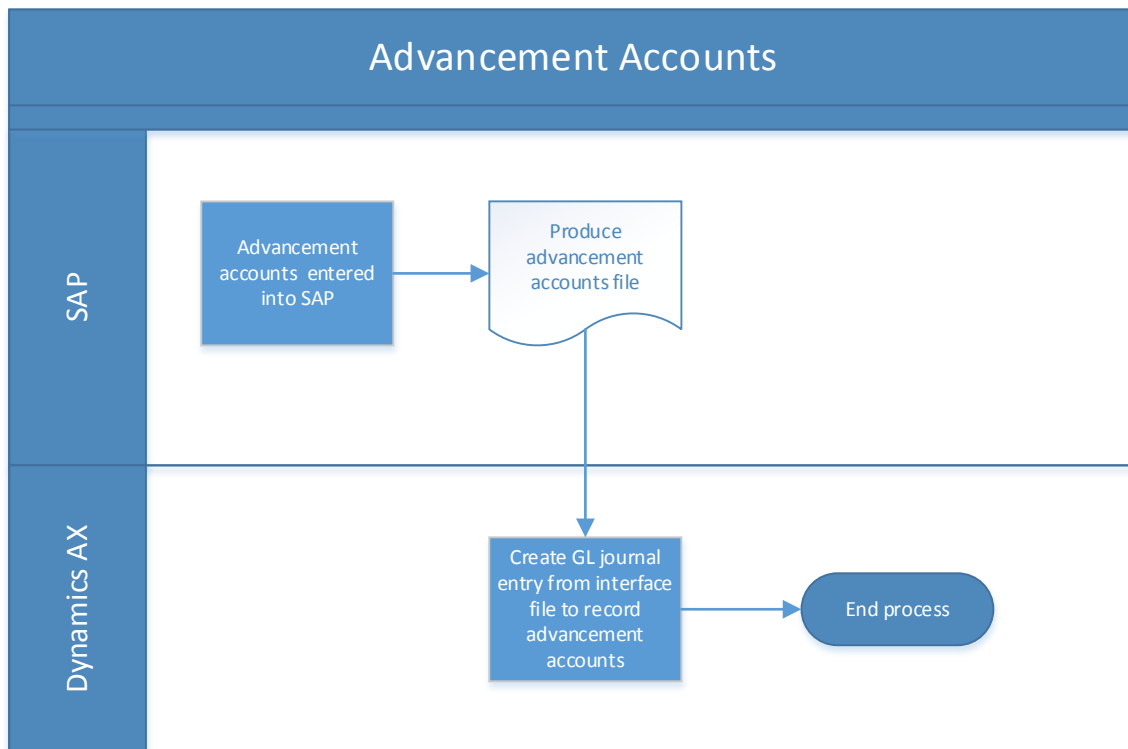 Advancement Accounts
SAP
Advancement
accounts entered
into SAP
Produce
advancement
accounts file
Dynamics AX
Create GL journal
entry from interface
file to record
advancement
accounts
End process